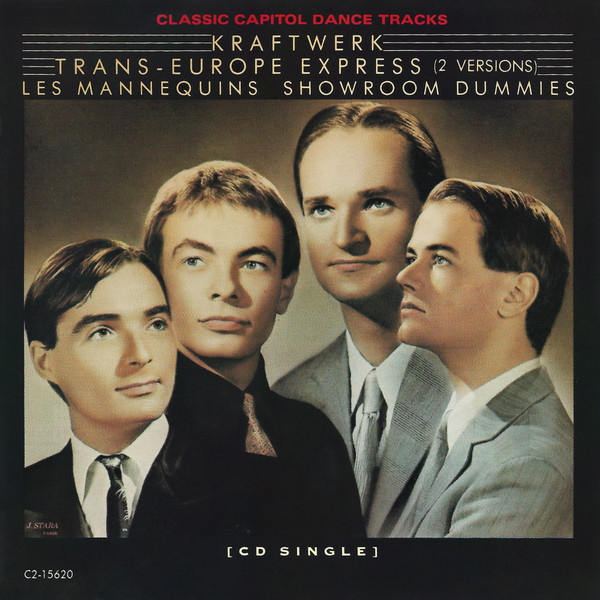 CLASSIC CAPITOL DANCE TRACKS
KRAFTWERK
TRANS-EUROPE EXPRESS (2 VERSIONS)
LES MANNEQUINS SHOWROOM DUMMIES
J. STARA
PARIS
[CD SINGLE]
C2-15620